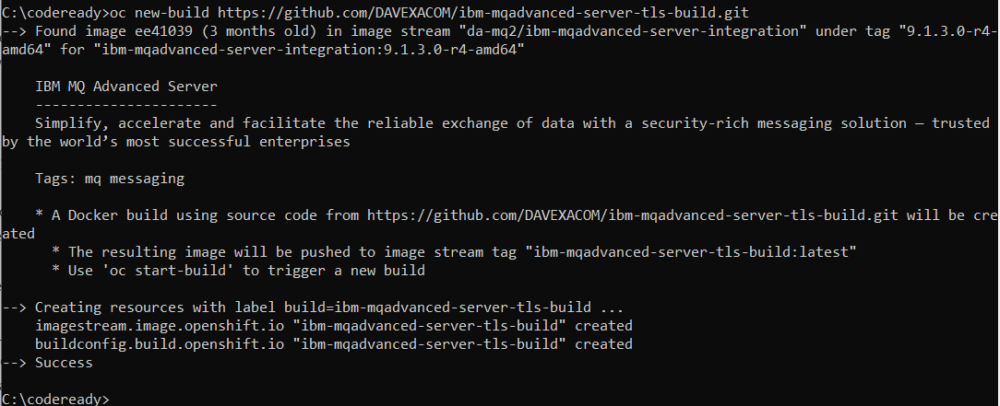 C:\codeready>oc new-build https://github.com/DAVEXACOM/ibm-mqadvanced-server-tls-build.git
--> Found image ee41039 (3 months old) in image stream "da-mq2/ibm-mqadvanced-server-integration" under tag "9.1.3.0-r4-
amd64" for "ibm-mqadvanced-server-integration:9.1.3.0-r4-amd64"
IBM MQ Advanced Server
----------------------
Simplify, accelerate and facilitate the reliable exchange of data with a security-rich messaging solution — trusted
by the world’s most successful enterprises
Tags: mq messaging
* A Docker build using source code from https://github.com/DAVEXACOM/ibm-mqadvanced-server-tls-build.git will be cre
ated
* The resulting image will be pushed to image stream tag "ibm-mqadvanced-server-tls-build:latest"
* Use 'oc start-build' to trigger a new build
--> Creating resources with label build=ibm-mqadvanced-server-tls-build ...
imagestream.image.openshift.io "ibm-mqadvanced-server-tls-build" created
buildconfig.build.openshift.io "ibm-mqadvanced-server-tls-build" created
--> Success
C:\codeready>